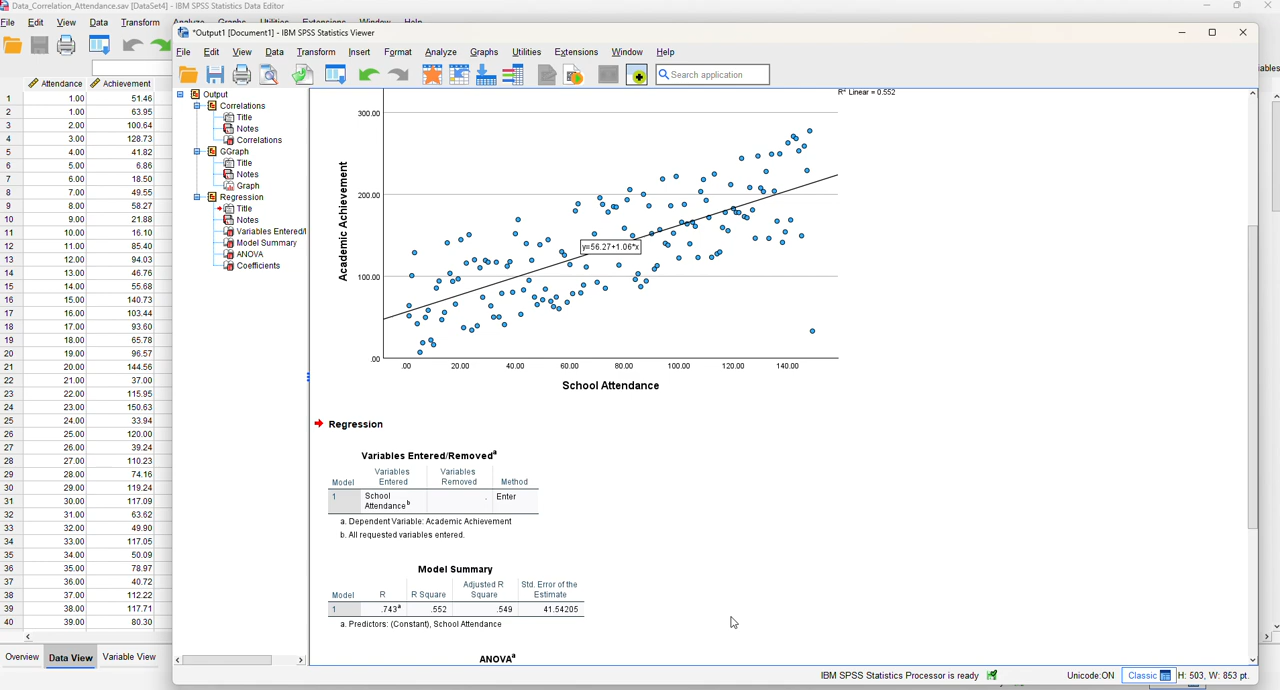 Data_Correlation_Attendance.sav [DataSet4] - IBM SPSS Statistics Data Editor
File Edit View Data Transform Analyze Graphs Utilities Extensions Window Help
*Output1 [Document1] - IBM SPSS Statistics Viewer
File Edit View Data Transform Insert Format Analyze Graphs Utilities Extensions Window Help
Search application
Attendance Achievement
1 1.00 51.46
2 1.00 63.95
3 2.00 100.64
4 3.00 128.73
5 4.00 41.82
6 5.00 6.86
7 6.00 18.50
8 7.00 49.55
9 8.00 58.27
10 9.00 21.88
11 10.00 16.10
12 11.00 85.40
13 12.00 94.03
14 13.00 46.76
15 14.00 55.68
16 15.00 140.73
17 16.00 103.44
18 17.00 93.60
19 18.00 65.78
20 19.00 96.57
21 20.00 144.56
22 21.00 37.00
23 22.00 115.95
24 23.00 150.63
25 24.00 33.94
26 25.00 120.00
27 26.00 39.24
28 27.00 110.23
29 28.00 74.16
30 29.00 119.24
31 30.00 117.09
32 31.00 63.62
33 32.00 49.90
34 33.00 117.05
35 34.00 50.09
36 35.00 78.97
37 36.00 40.72
38 37.00 112.22
39 38.00 117.71
40 39.00 80.30
Overview Data View Variable View
Output
Correlations
Title
Notes
Correlations
GGraph
Title
Notes
Graph
Regression
Title
Notes
Variables Entered/
Model Summary
ANOVA
Coefficients
R² Linear = 0.552
300.00
200.00
100.00
.00
Academic Achievement
y=56.27+1.06*x
.00 20.00 40.00 60.00 80.00 100.00 120.00 140.00
School Attendance
Regression
Variables Entered/Removedᵃ
Model Variables Entered Variables Removed Method
1 School Attendanceᵇ . Enter
a. Dependent Variable: Academic Achievement
b. All requested variables entered.
Model Summary
Model R R Square Adjusted R Square Std. Error of the Estimate
1 .743ᵃ .552 .549 41.54205
a. Predictors: (Constant), School Attendance
ANOVAᵃ
ables
IBM SPSS Statistics Processor is ready Unicode:ON Classic H: 503, W: 853 pt.